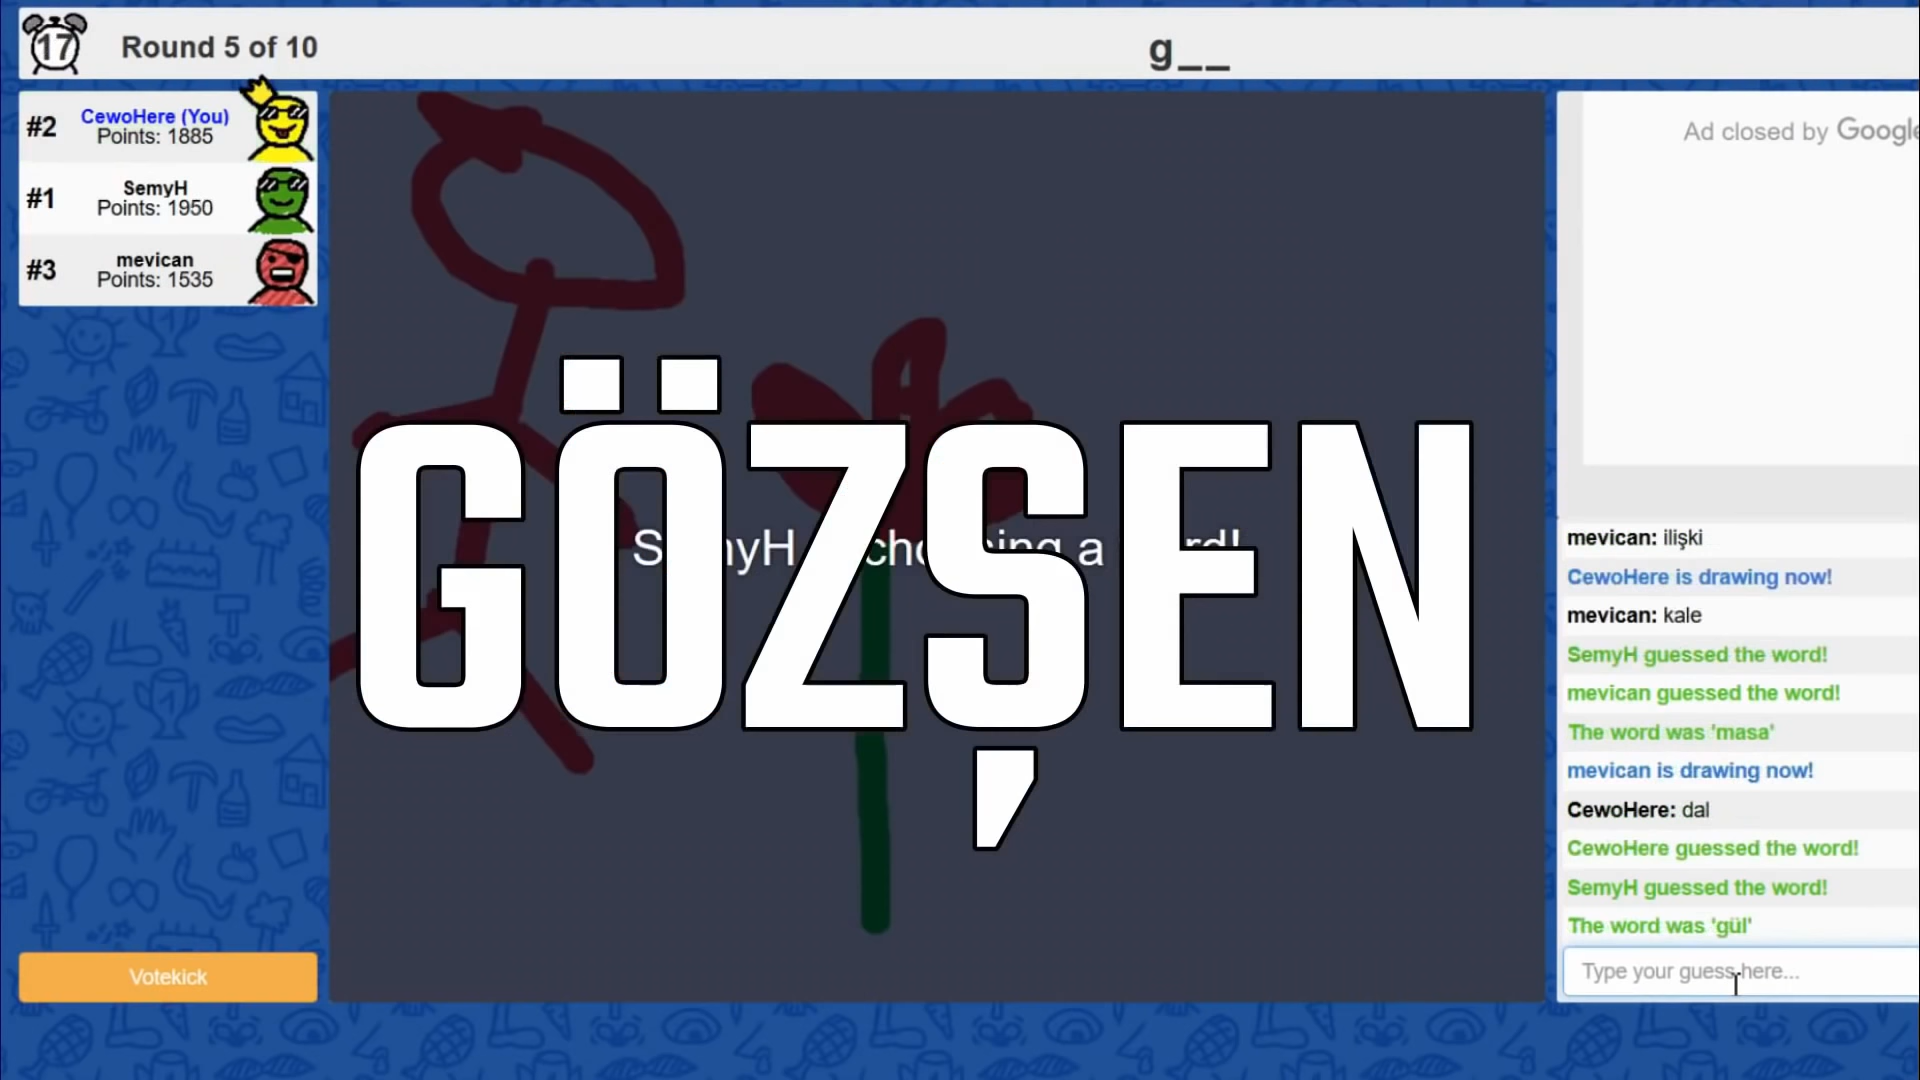 17
Round 5 of 10
g__
#2
CewoHere (You)
Points: 1885
#1
SemyH
Points: 1950
#3
mevican
Points: 1535
Ad closed by Google
GÖZŞEN
SemyH a
mevican: ilişki
CewoHere is drawing now!
mevican: kale
SemyH guessed the word!
mevican guessed the word!
The word was 'masa'
mevican is drawing now!
CewoHere: dal
CewoHere guessed the word!
SemyH guessed the word!
The word was 'gül'
Type your guess here...
Votekick